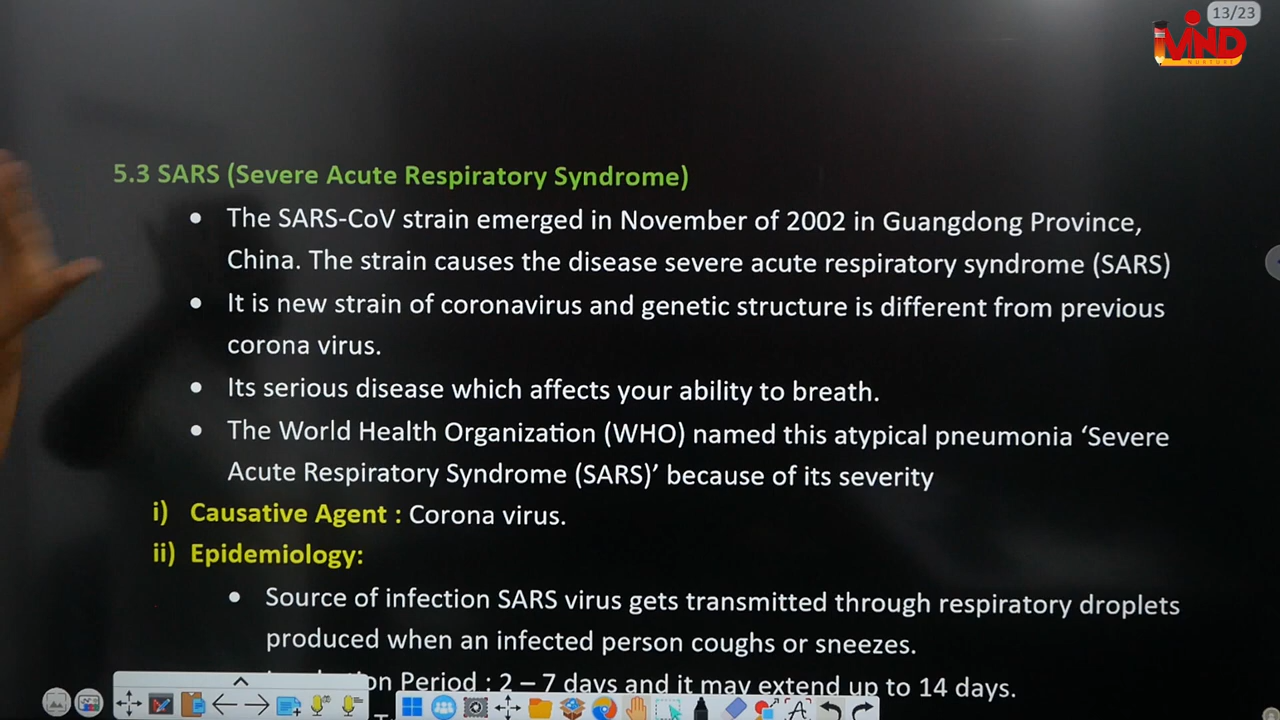 13/23
MIND
NURTURE
5.3 SARS (Severe Acute Respiratory Syndrome)
• The SARS-CoV strain emerged in November of 2002 in Guangdong Province,
China. The strain causes the disease severe acute respiratory syndrome (SARS)
• It is new strain of coronavirus and genetic structure is different from previous
corona virus.
• Its serious disease which affects your ability to breath.
• The World Health Organization (WHO) named this atypical pneumonia ‘Severe
Acute Respiratory Syndrome (SARS)’ because of its severity
i) Causative Agent : Corona virus.
ii) Epidemiology:
• Source of infection SARS virus gets transmitted through respiratory droplets
produced when an infected person coughs or sneezes.
Period : 2 – 7 days and it may extend up to 14 days.